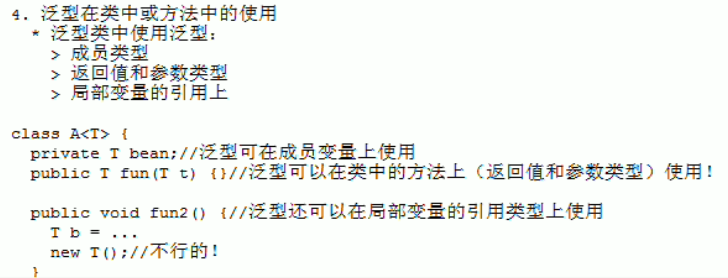 4. 泛型在类中或方法中的使用
* 泛型类中使用泛型：
> 成员类型
> 返回值和参数类型
> 局部变量的引用上
class A<T> {
private T bean;//泛型可在成员变量上使用
public T fun(T t) {}//泛型可以在类中的方法上（返回值和参数类型）使用！
public void fun2() {//泛型还可以在局部变量的引用类型上使用
T b = ...
new T();//不行的！
}